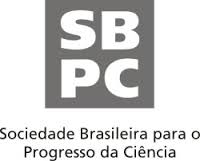 SB
PC
Sociedade Brasileira para o
Progresso da Ciência